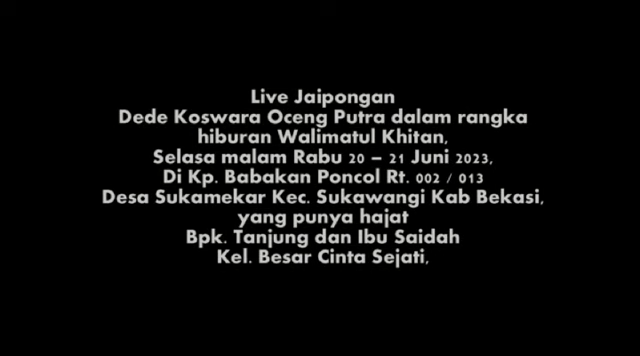 Live Jaipongan
Dede Koswara Oceng Putra dalam rangka
hiburan Walimatul Khitan,
Selasa malam Rabu 20 – 21 Juni 2023,
Di Kp. Babakan Poncol Rt. 002 / 013
Desa Sukamekar Kec. Sukawangi Kab Bekasi,
yang punya hajat
Bpk. Tanjung dan Ibu Saidah
Kel. Besar Cinta Sejati,